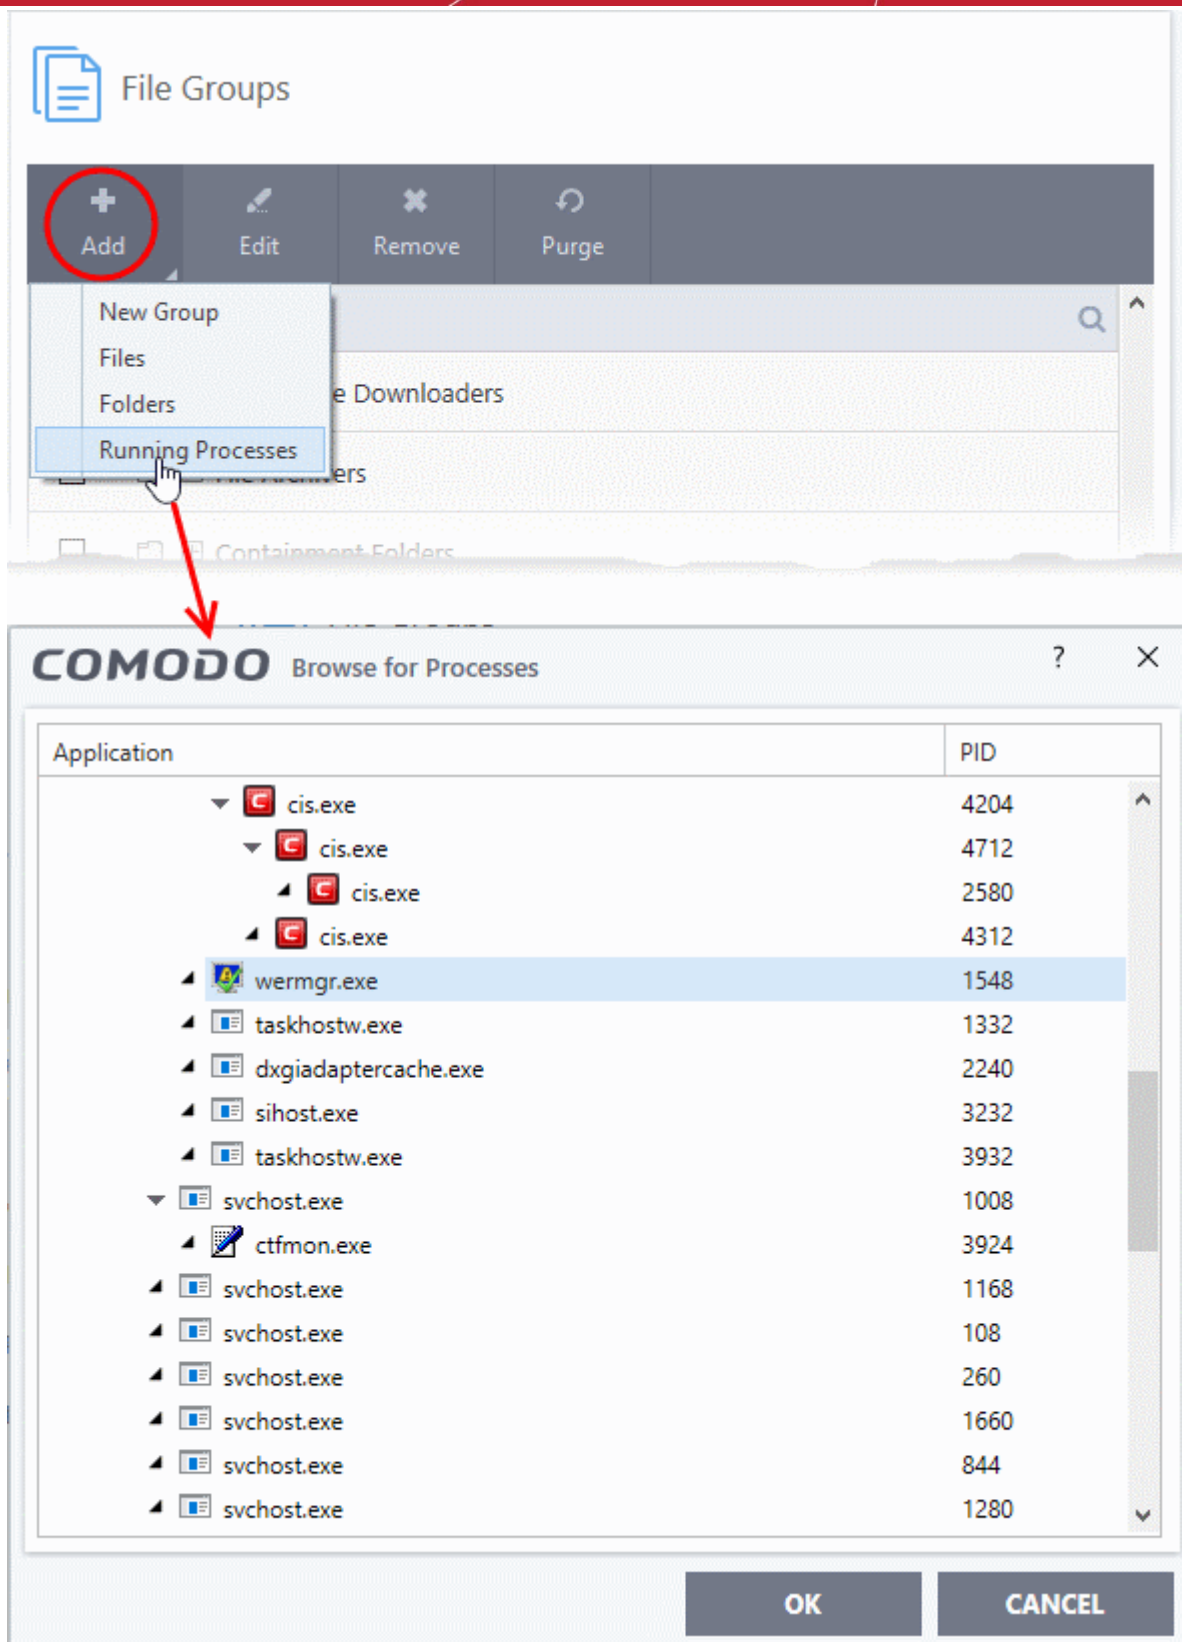 File Groups
Add Edit Remove Purge
New Group
Files
Folders
Running Processes
e Downloaders
ers
Containment Folders
COMODO Browse for Processes ?
Application PID
cis.exe 4204
cis.exe 4712
cis.exe 2580
cis.exe 4312
wermgr.exe 1548
taskhostw.exe 1332
dxgiadaptercache.exe 2240
sihost.exe 3232
taskhostw.exe 3932
svchost.exe 1008
ctfmon.exe 3924
svchost.exe 1168
svchost.exe 108
svchost.exe 260
svchost.exe 1660
svchost.exe 844
svchost.exe 1280
OK CANCEL